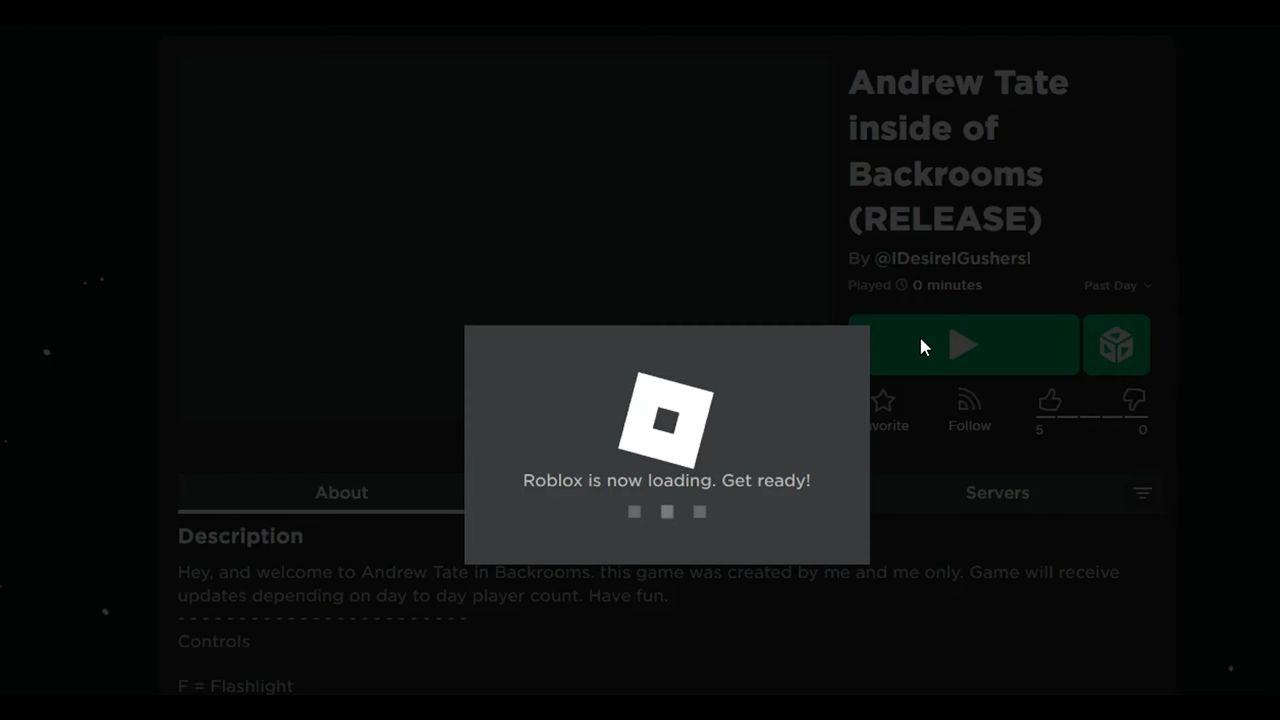 Andrew Tate
inside of
Backrooms
(RELEASE)
By @IDesireIGushersI
Played 0 minutes
Past Day
avorite
Follow
5
0
Roblox is now loading. Get ready!
About
Servers
Description
Hey, and welcome to Andrew Tate in Backrooms. this game was created by me and me only. Game will receive
updates depending on day to day player count. Have fun.
- - - - - - - - - - - - - - - - - - - - - - - -
Controls
F = Flashlight